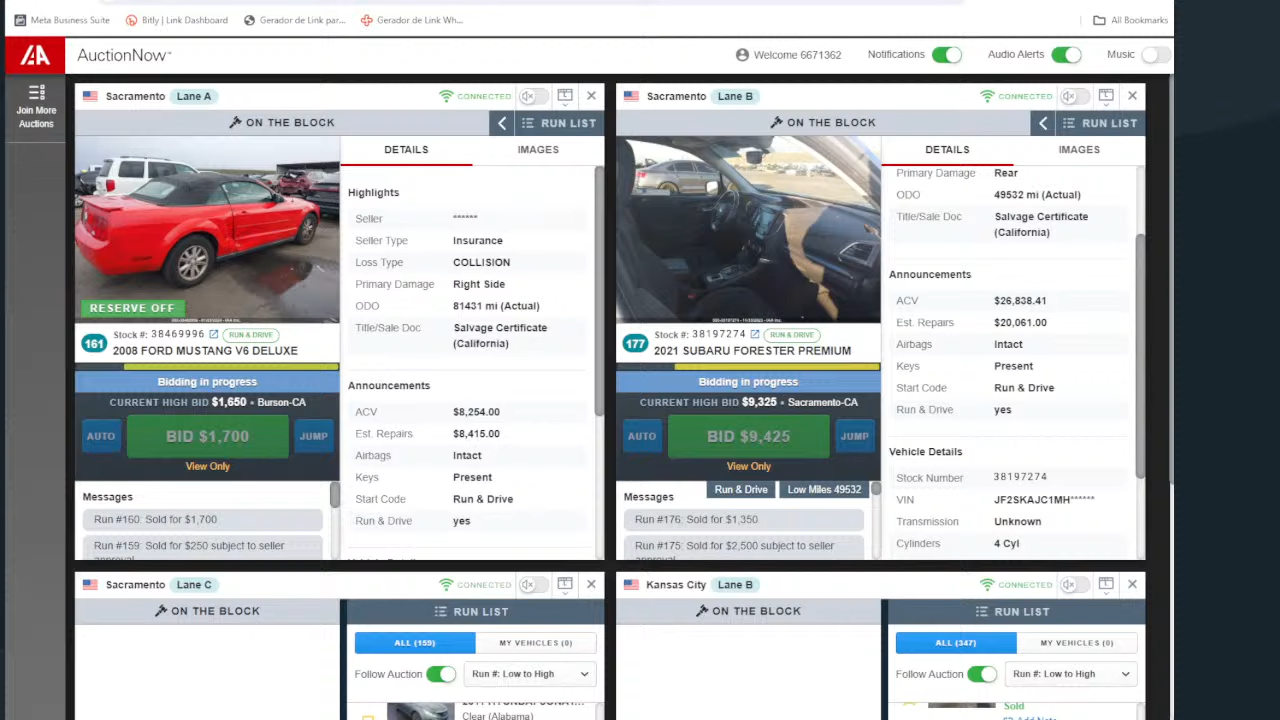 Meta Business Suite
Bitly | Link Dashboard
Gerador de Link par...
Gerador de Link Wh...
All Bookmarks
IAA
AuctionNow™
Welcome 6671362
Notifications
Audio Alerts
Music
Join More
Auctions
Sacramento Lane A
CONNECTED
ON THE BLOCK
RUN LIST
DETAILS
IMAGES
RESERVE OFF
161
Stock #: 38469996
RUN & DRIVE
2008 FORD MUSTANG V6 DELUXE
Bidding in progress
CURRENT HIGH BID $1,650 • Burson-CA
AUTO
BID $1,700
JUMP
View Only
Messages
Run #160: Sold for $1,700
Run #159: Sold for $250 subject to seller
approval
Highlights
Seller ******
Seller Type Insurance
Loss Type COLLISION
Primary Damage Right Side
ODO 81431 mi (Actual)
Title/Sale Doc Salvage Certificate
(California)
Announcements
ACV $8,254.00
Est. Repairs $8,415.00
Airbags Intact
Keys Present
Start Code Run & Drive
Run & Drive yes
Sacramento Lane B
CONNECTED
ON THE BLOCK
RUN LIST
DETAILS
IMAGES
177
Stock #: 38197274
RUN & DRIVE
2021 SUBARU FORESTER PREMIUM
Bidding in progress
CURRENT HIGH BID $9,325 • Sacramento-CA
AUTO
BID $9,425
JUMP
View Only
Run & Drive
Low Miles 49532
Messages
Run #176: Sold for $1,350
Run #175: Sold for $2,500 subject to seller
approval
Primary Damage Rear
ODO 49532 mi (Actual)
Title/Sale Doc Salvage Certificate
(California)
Announcements
ACV $26,838.41
Est. Repairs $20,061.00
Airbags Intact
Keys Present
Start Code Run & Drive
Run & Drive yes
Vehicle Details
Stock Number 38197274
VIN JF2SKAJC1MH******
Transmission Unknown
Cylinders 4 Cyl
Sacramento Lane C
CONNECTED
ON THE BLOCK
RUN LIST
ALL (159)
MY VEHICLES (0)
Follow Auction
Run #: Low to High
Clear (Alabama)
Kansas City Lane B
CONNECTED
ON THE BLOCK
RUN LIST
ALL (347)
MY VEHICLES (0)
Follow Auction
Run #: Low to High
Sold
Add Note